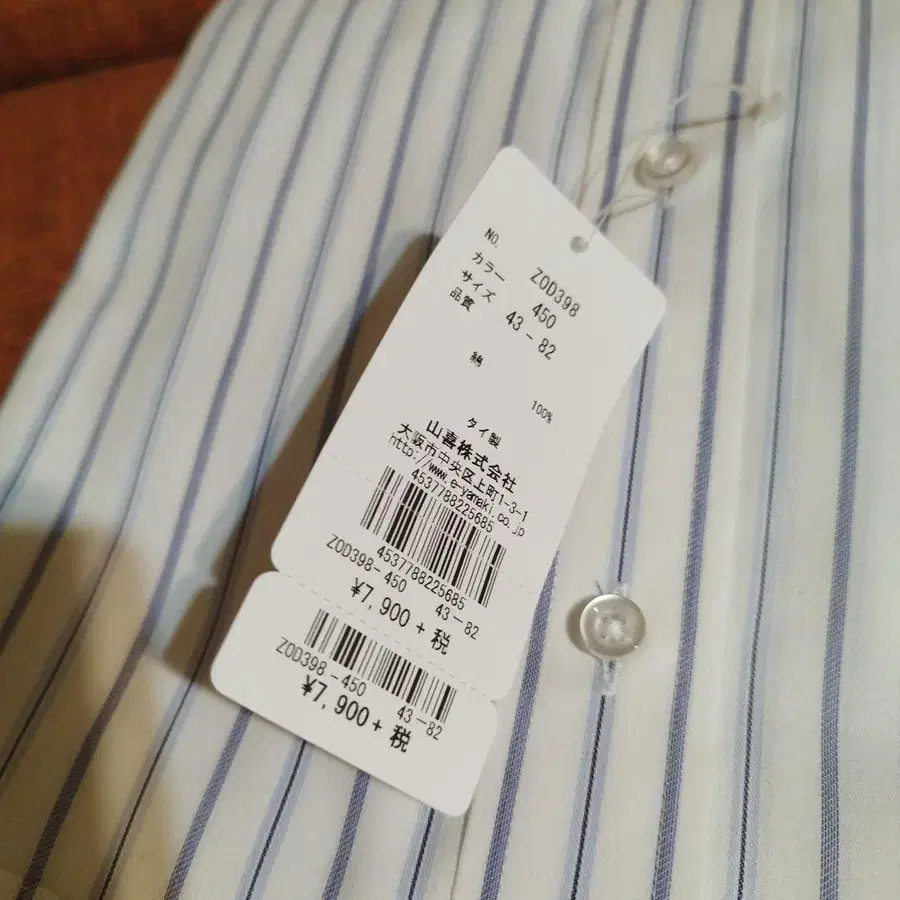 NO. ZOD398
カラー 450
サイズ 43-82
品質
綿 100%
タイ製
山喜株式会社
大阪市中央区上町1-3-1
http://www.e-yamaki.co.jp
4537788225685
4537788225685
ZOD398-450 43-82
¥7,900+税
ZOD398-450 43-82
¥7,900+税